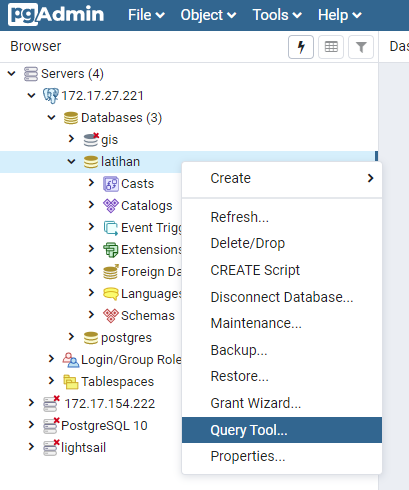 pgAdmin File Object Tools Help
Browser Das
Servers (4)
172.17.27.221
Databases (3)
gis
latihan
Casts
Catalogs
Event Trigg
Extensions
Foreign Da
Languages
Schemas
postgres
Login/Group Role
Tablespaces
172.17.154.222
PostgreSQL 10
lightsail
Create
Refresh...
Delete/Drop
CREATE Script
Disconnect Database...
Maintenance...
Backup...
Restore...
Grant Wizard...
Query Tool...
Properties...